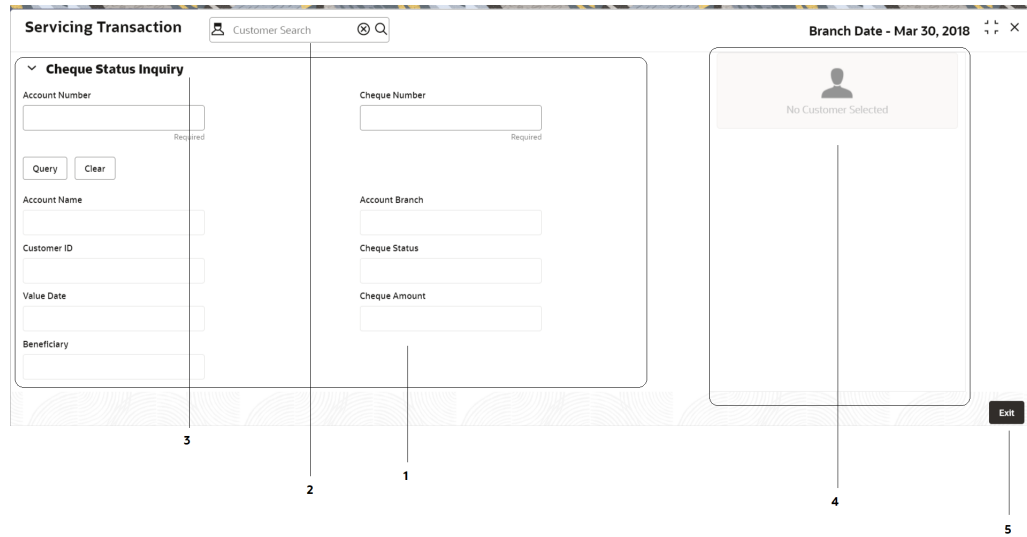 Servicing Transaction
Customer Search
Branch Date - Mar 30, 2018
Cheque Status Inquiry
No Customer Selected
Account Number
Cheque Number
Required
Required
Query
Clear
Account Name
Account Branch
Customer ID
Cheque Status
Value Date
Cheque Amount
Beneficiary
Exit
3
1
2
4
5